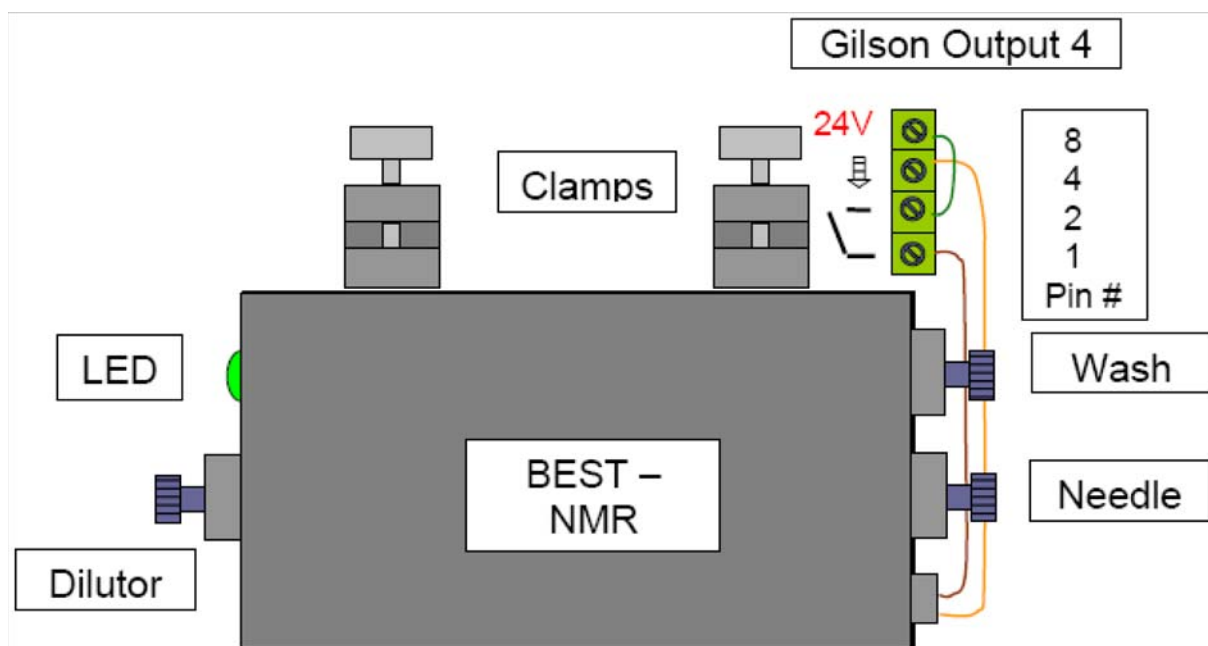 Gilson Output 4
24V
8
4
2
1
Pin #
Clamps
LED
Wash
BEST –
NMR
Needle
Dilutor